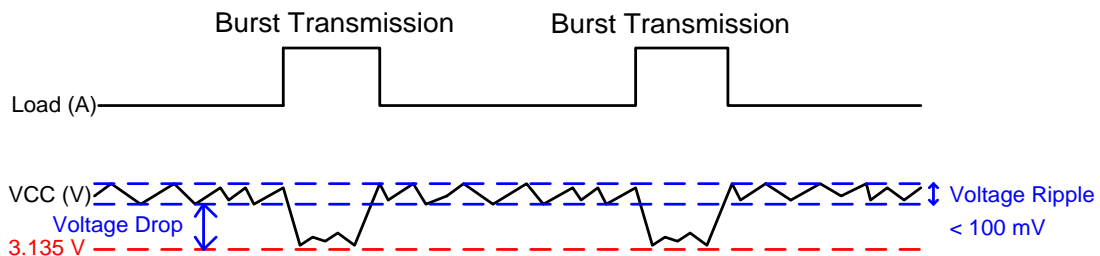 Burst Transmission
Burst Transmission
Load (A)
VCC (V)
Voltage Drop
3.135 V
Voltage Ripple
< 100 mV